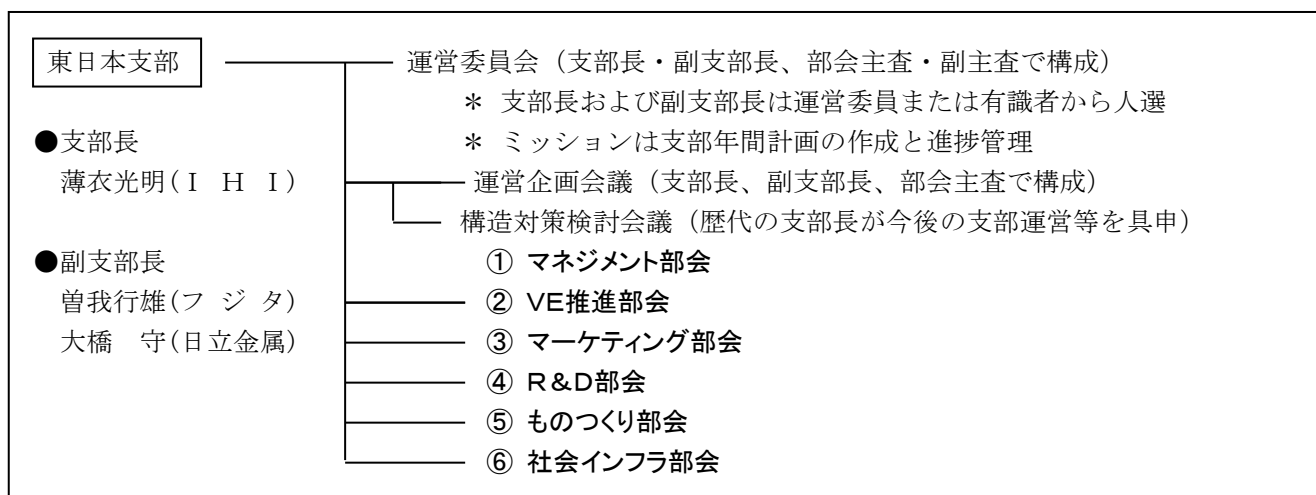 東日本支部 運営委員会（支部長・副支部長、部会主査・副主査で構成）
＊ 支部長および副支部長は運営委員または有識者から人選
●支部長 ＊ ミッションは支部年間計画の作成と進捗管理
薄衣光明(Ｉ Ｈ Ｉ) 運営企画会議（支部長、副支部長、部会主査で構成）
構造対策検討会議（歴代の支部長が今後の支部運営等を具申）
●副支部長 ① マネジメント部会
曽我行雄(フ ジ タ) ② VE推進部会
大橋　守(日立金属) ③ マーケティング部会
④ Ｒ＆Ｄ部会
⑤ ものつくり部会
⑥ 社会インフラ部会